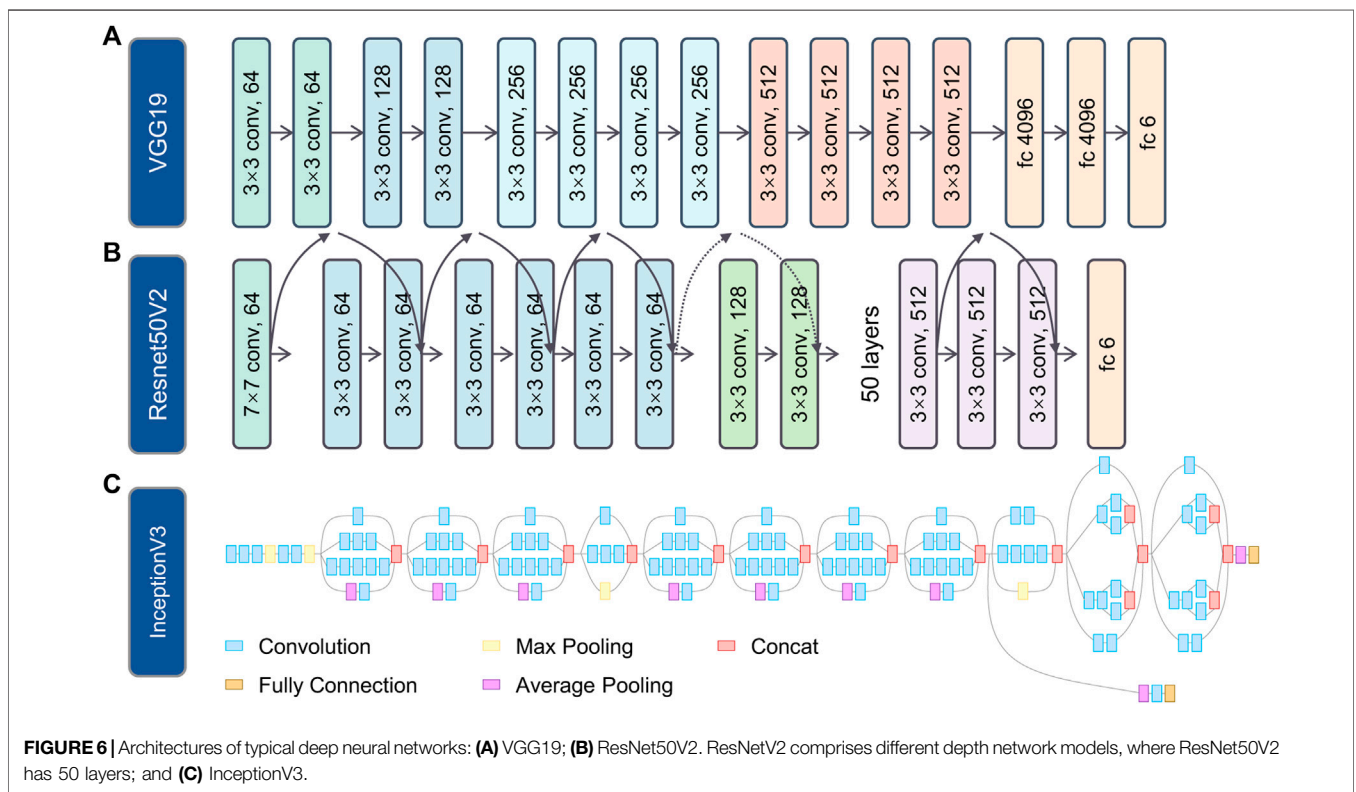 A
VGG19
3×3 conv, 64
3×3 conv, 64
3×3 conv, 128
3×3 conv, 128
3×3 conv, 256
3×3 conv, 256
3×3 conv, 256
3×3 conv, 256
3×3 conv, 512
3×3 conv, 512
3×3 conv, 512
3×3 conv, 512
fc 4096
fc 4096
fc 6
B
Resnet50V2
7×7 conv, 64
3×3 conv, 64
3×3 conv, 64
3×3 conv, 64
3×3 conv, 64
3×3 conv, 64
3×3 conv, 64
3×3 conv, 128
3×3 conv, 128
50 layers
3×3 conv, 512
3×3 conv, 512
3×3 conv, 512
fc 6
C
InceptionV3
Convolution
Max Pooling
Concat
Fully Connection
Average Pooling
FIGURE 6 | Architectures of typical deep neural networks: (A) VGG19; (B) ResNet50V2. ResNetV2 comprises different depth network models, where ResNet50V2
has 50 layers; and (C) InceptionV3.